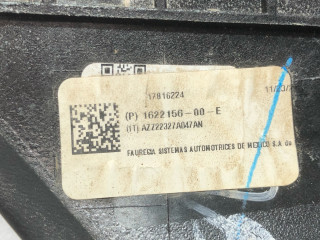 17816224
(P) 1622156-00-E
(1T) AZ222327A047AN
FAURECIA SISTEMAS AUTOMOTRICES DE MEXICO S.A. de